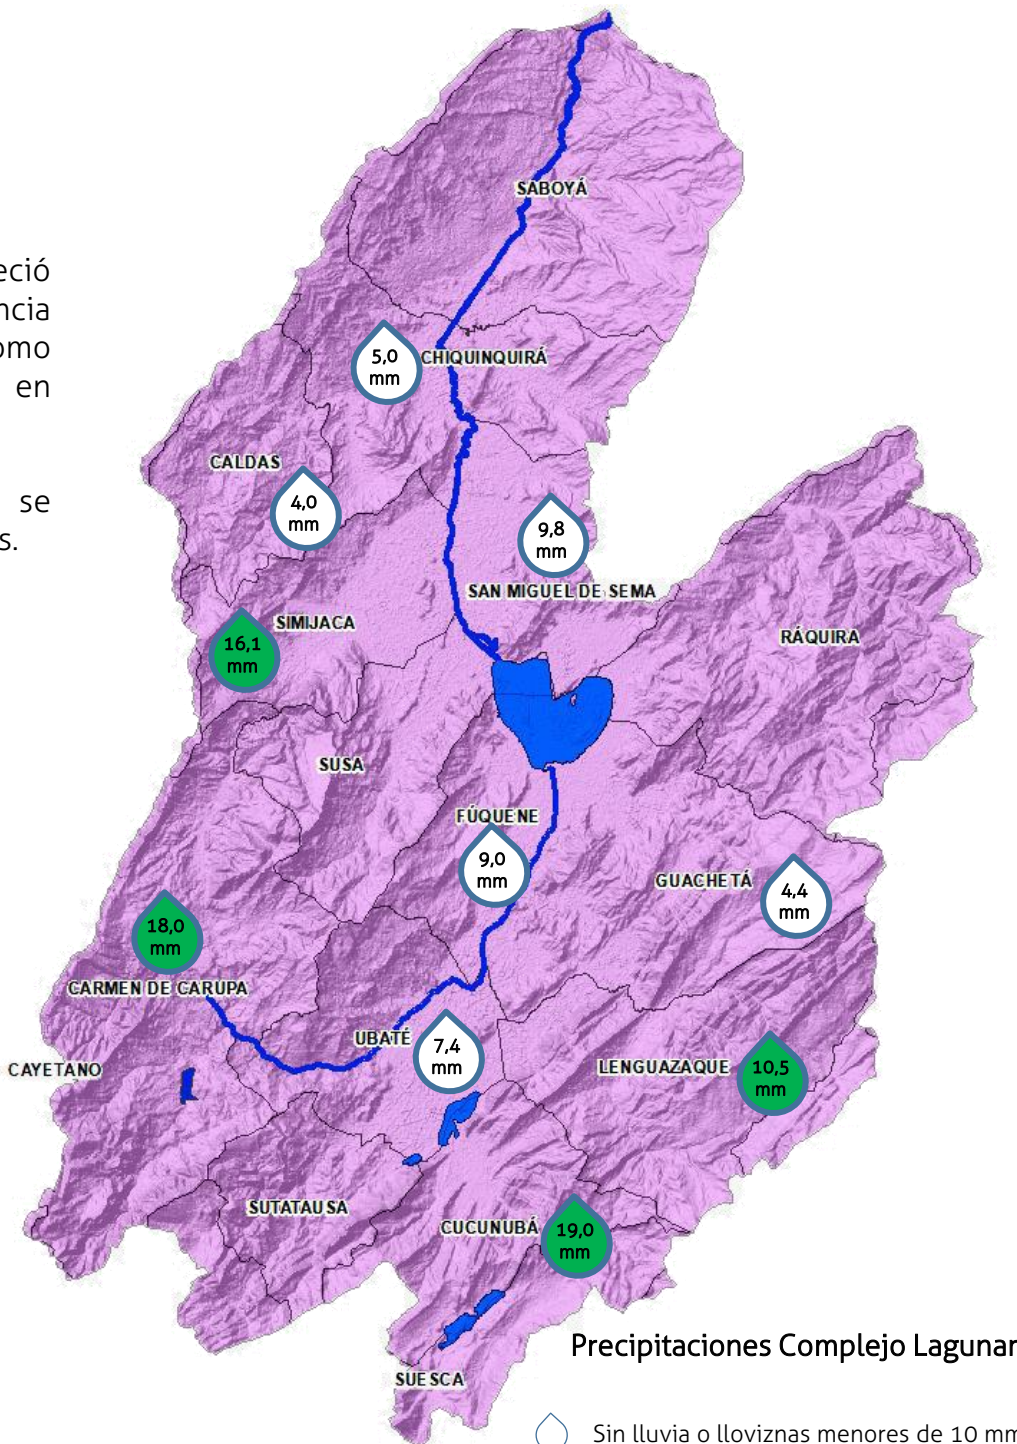 SABOYÁ
eció
ncia
omo
en
se
s.
5,0
mm
CHIQUINQUIRÁ
CALDAS
4,0
mm
9,8
mm
SAN MIGUEL DE SEMA
SIMIJACA
16,1
mm
RÁQUIRA
SUSA
FÚQUENE
9,0
mm
GUACHETÁ
4,4
mm
18,0
mm
CARMEN DE CARUPA
UBATÉ
7,4
mm
CAYETANO
LENGUAZAQUE
10,5
mm
SUTATAUSA
CUCUNUBÁ
19,0
mm
Precipitaciones Complejo Lagunar
SUESCA
Sin lluvia o lloviznas menores de 10 mm